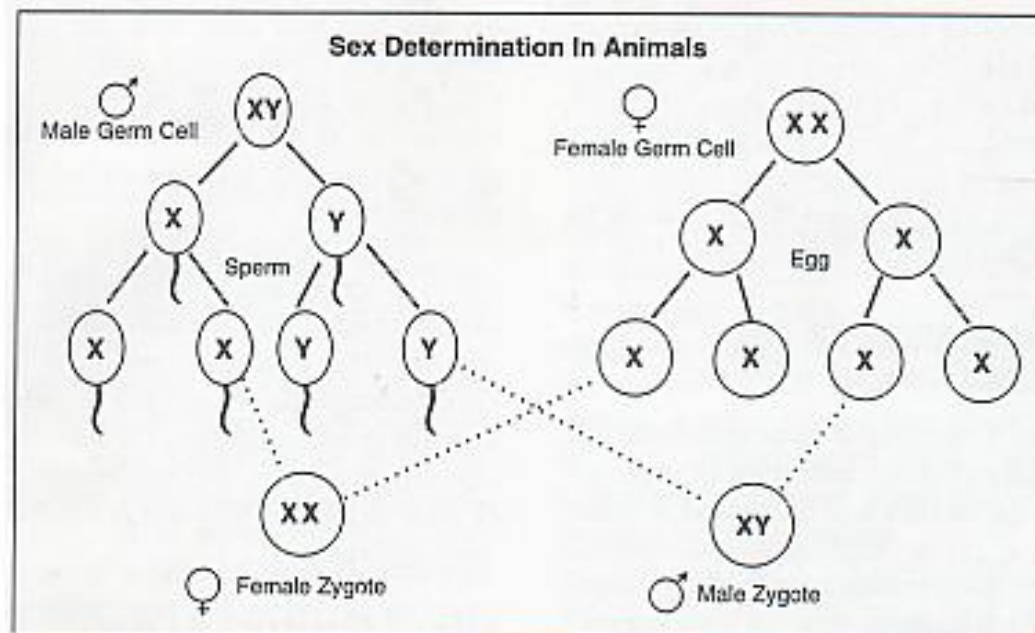 Sex Determination In Animals
Male Germ Cell
XY
Female Germ Cell
X X
X
Y
Sperm
X
X
Egg
X
X
Y
Y
X
X
X
X
XX
Female Zygote
XY
Male Zygote